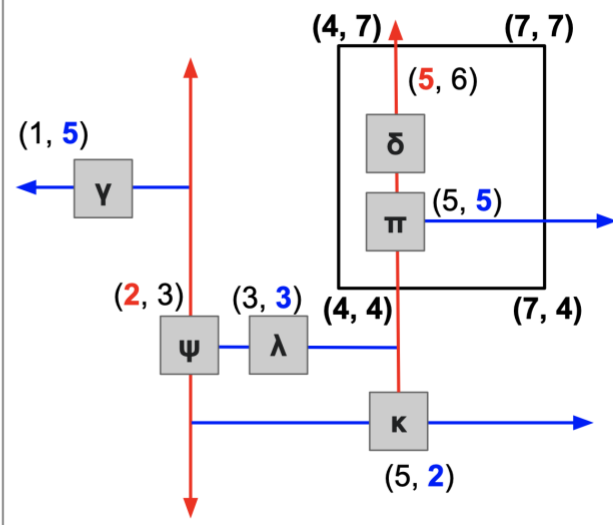 (4, 7) (7, 7)
(5, 6)
(1, 5)
δ
γ
(5, 5)
π
(2, 3) (3, 3) (4, 4) (7, 4)
ψ λ
κ
(5, 2)